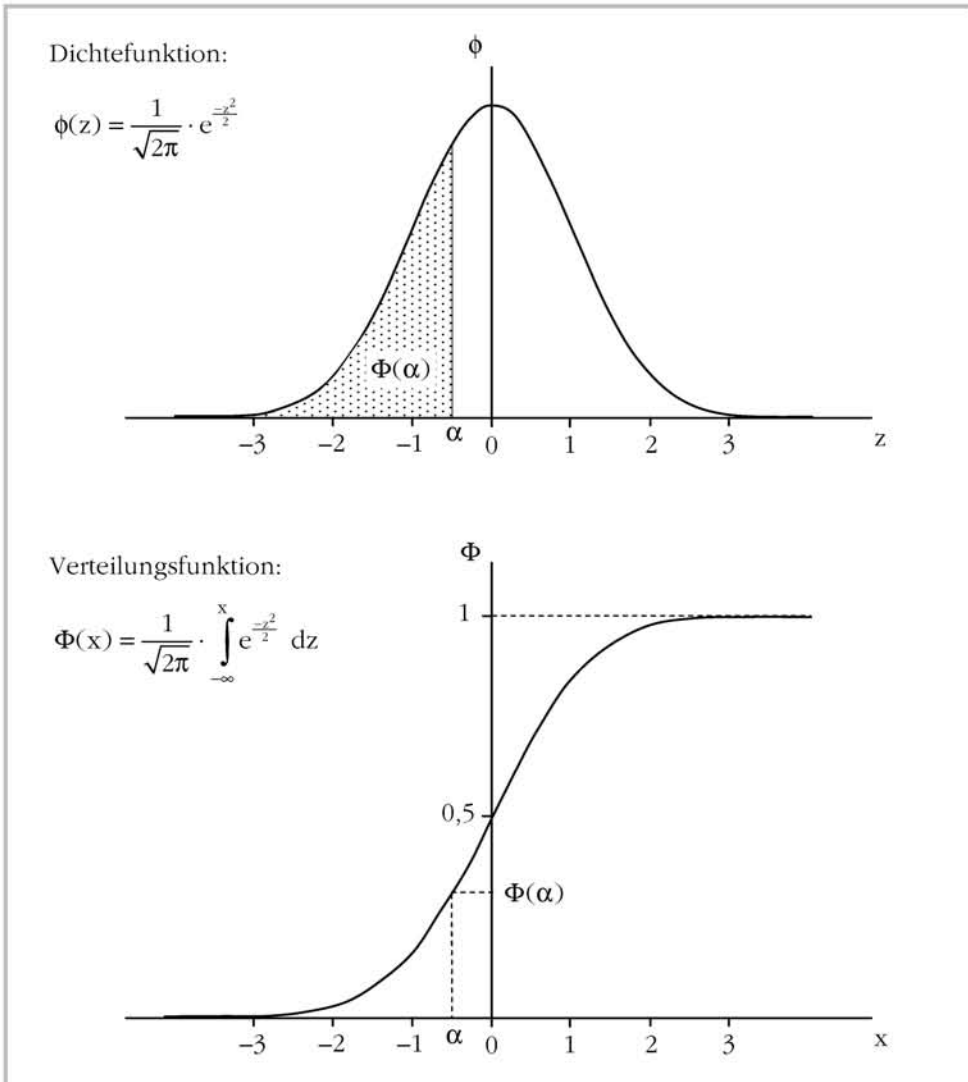 Dichtefunktion:
ϕ
ϕ(z) = 1/√2π · e^(−z²/2)
Φ(α)
−3 −2 −1 α 0 1 2 3 z
Verteilungsfunktion:
Φ
Φ(x) = 1/√2π · ∫_{−∞}^{x} e^(−z²/2) dz
1
0,5
Φ(α)
−3 −2 −1 α 0 1 2 3 x